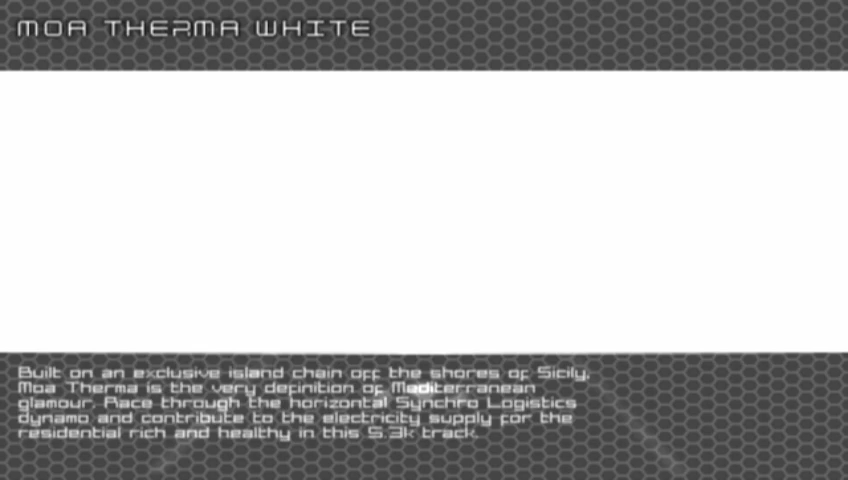 MOA THERMA WHITE
Built on an exclusive island chain off the shores of Sicily,
Moa Therma is the very definition of Mediterranean
glamour. Race through the horizontal Synchro Logistics
dynamo and contribute to the electricity supply for the
residential rich and healthy in this 5.3k track.